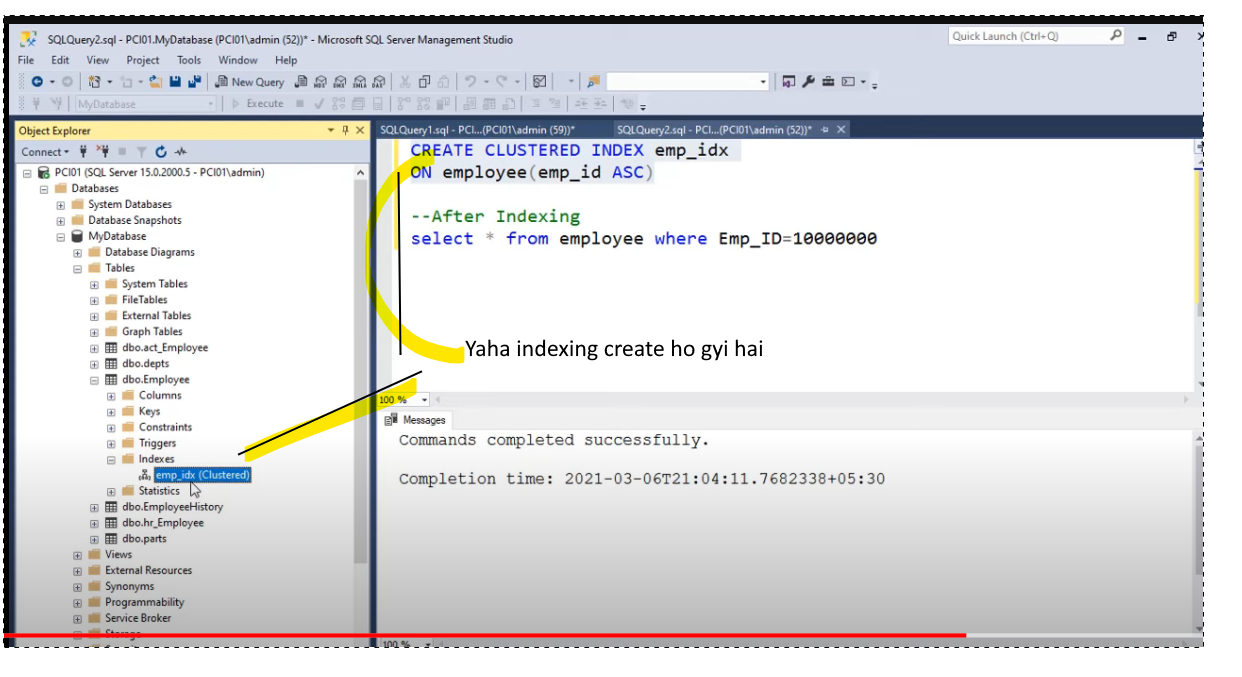 SQLQuery2.sql - PCI01.MyDatabase (PCI01\admin (52))* - Microsoft SQL Server Management Studio
Quick Launch (Ctrl+Q)
File Edit View Project Tools Window Help
New Query
MyDatabase
Execute
Object Explorer
SQLQuery1.sql - PCI...(PCI01\admin (59))*
SQLQuery2.sql - PCI...(PCI01\admin (52))*
Connect
PCI01 (SQL Server 15.0.2000.5 - PCI01\admin)
Databases
System Databases
Database Snapshots
MyDatabase
Database Diagrams
Tables
System Tables
FileTables
External Tables
Graph Tables
dbo.act_Employee
dbo.depts
dbo.Employee
Columns
Keys
Constraints
Triggers
Indexes
emp_idx (Clustered)
Statistics
dbo.EmployeeHistory
dbo.hr_Employee
dbo.parts
Views
External Resources
Synonyms
Programmability
Service Broker
Storage
CREATE CLUSTERED INDEX emp_idx
ON employee(emp_id ASC)
--After Indexing
select * from employee where Emp_ID=10000000
Yaha indexing create ho gyi hai
100 %
Messages
Commands completed successfully.
Completion time: 2021-03-06T21:04:11.7682338+05:30
100 %